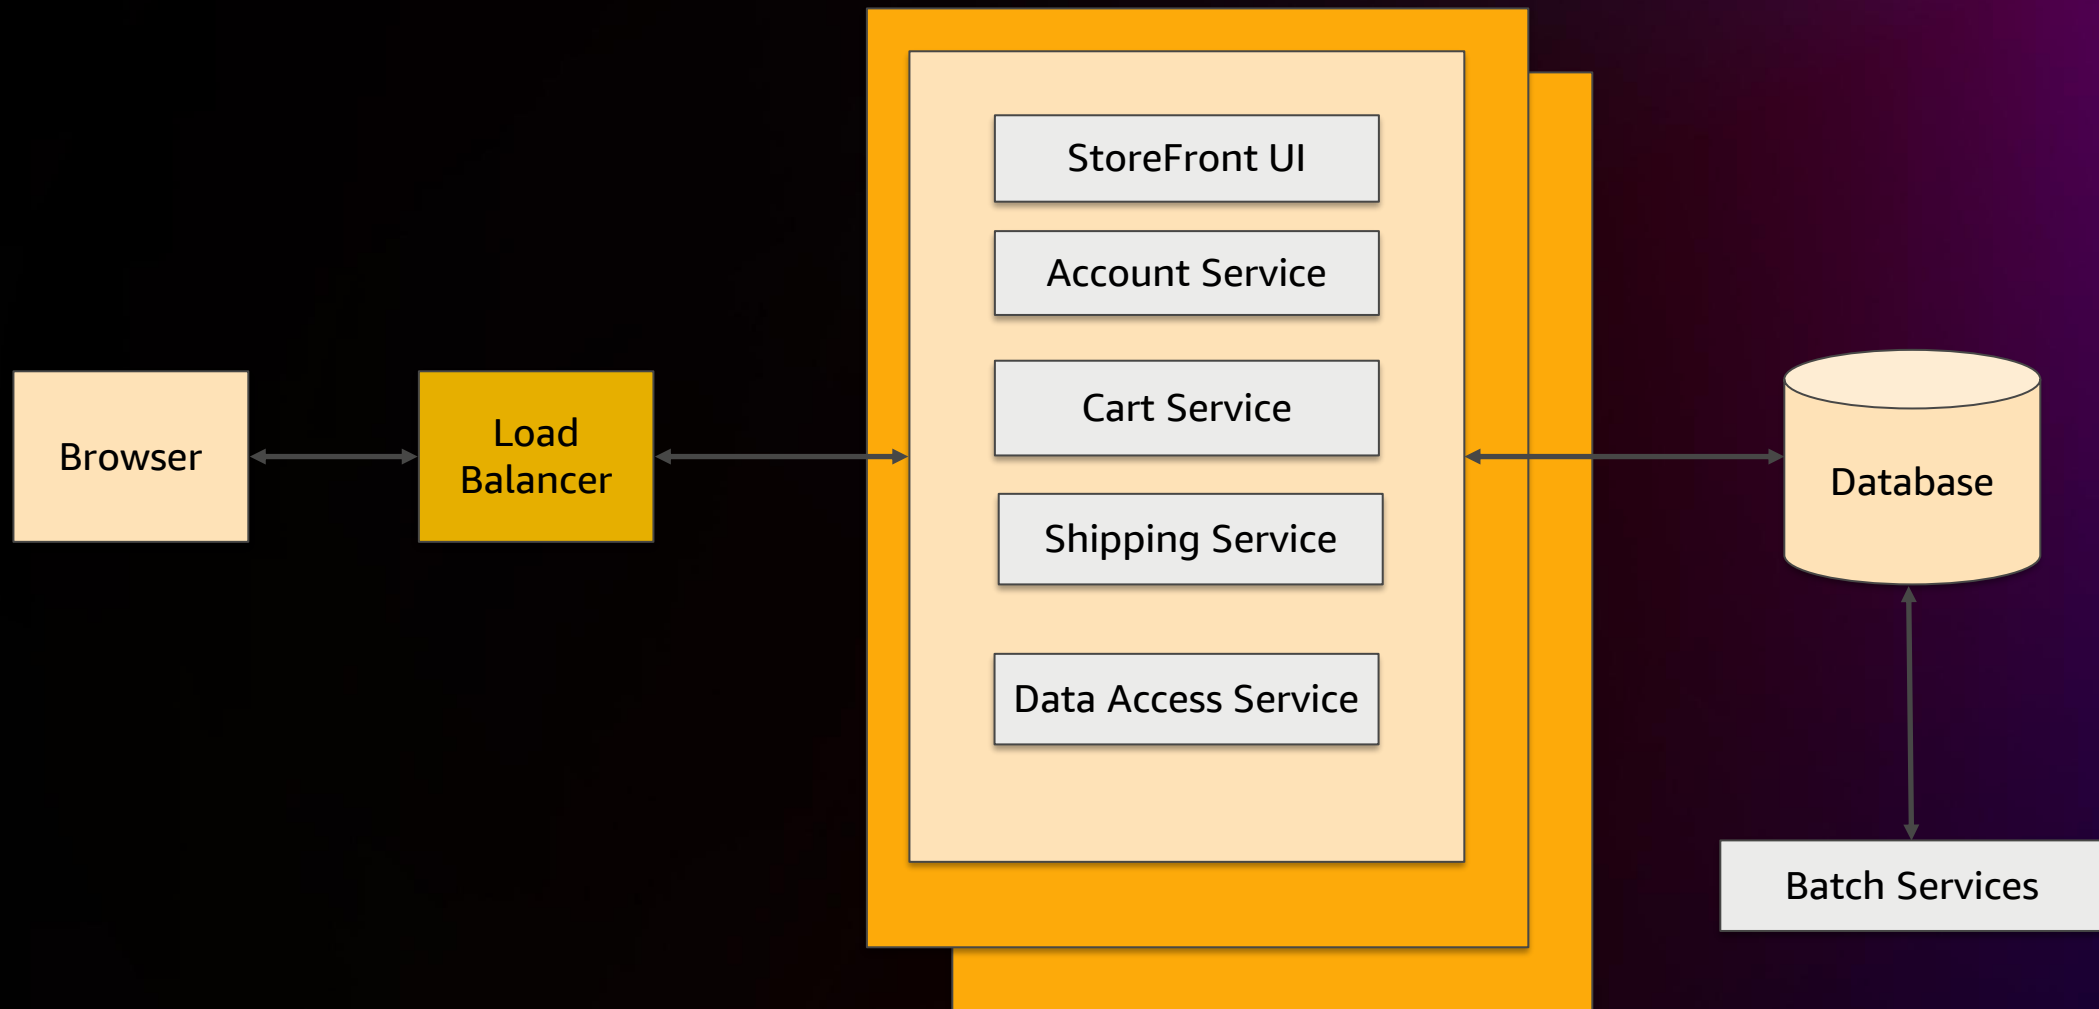 StoreFront UI
Account Service
Browser
Load
Balancer
Cart Service
Shipping Service
Data Access Service
Database
Batch Services